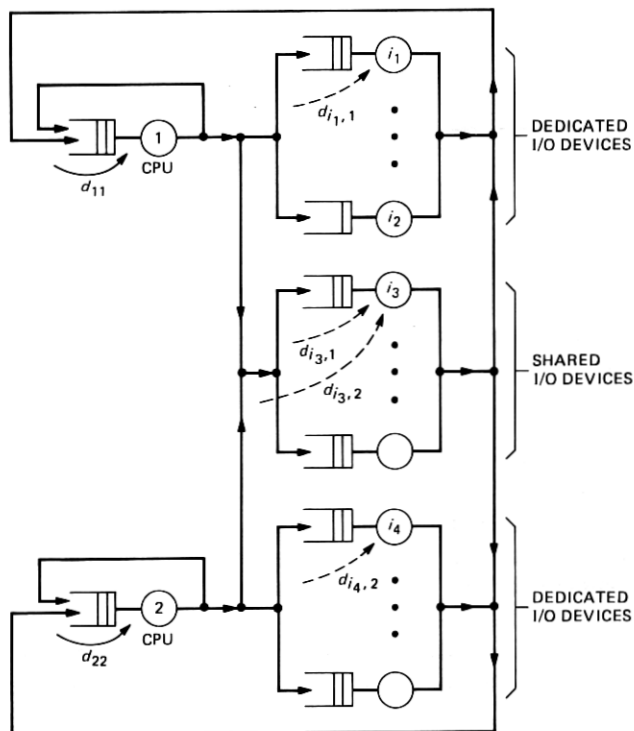 i₁
dᵢ₁,₁
1
CPU
d₁₁
i₂
DEDICATED
I/O DEVICES
i₃
dᵢ₃,₁
dᵢ₃,₂
SHARED
I/O DEVICES
i₄
dᵢ₄,₂
2
CPU
d₂₂
DEDICATED
I/O DEVICES